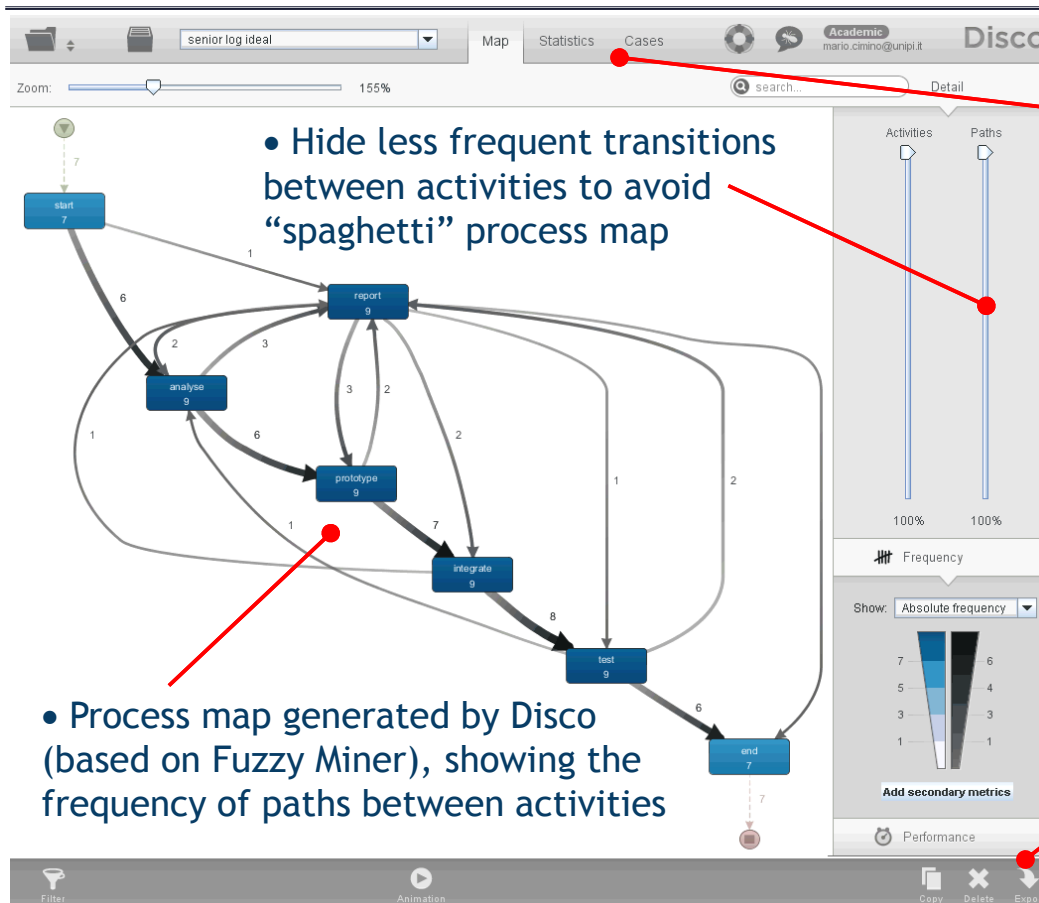 senior log ideal
Map Statistics Cases
Academic
mario.cimino@unipi.it
Disco
Zoom: 155%
search...
Detail
Activities Paths
7
• Hide less frequent transitions
between activities to avoid
“spaghetti” process map
start
7
1
6
report
9
2
3
analyse
9
3
2
1
6
2
prototype
9
1
2
1
7
100% 100%
integrate
9
Frequency
8
Show: Absolute frequency
test
9
7 6
5 4
3 3
1 1
6
• Process map generated by Disco
(based on Fuzzy Miner), showing the
frequency of paths between activities
end
7
Add secondary metrics
7
Performance
Filter
Animation
Copy Delete Expo